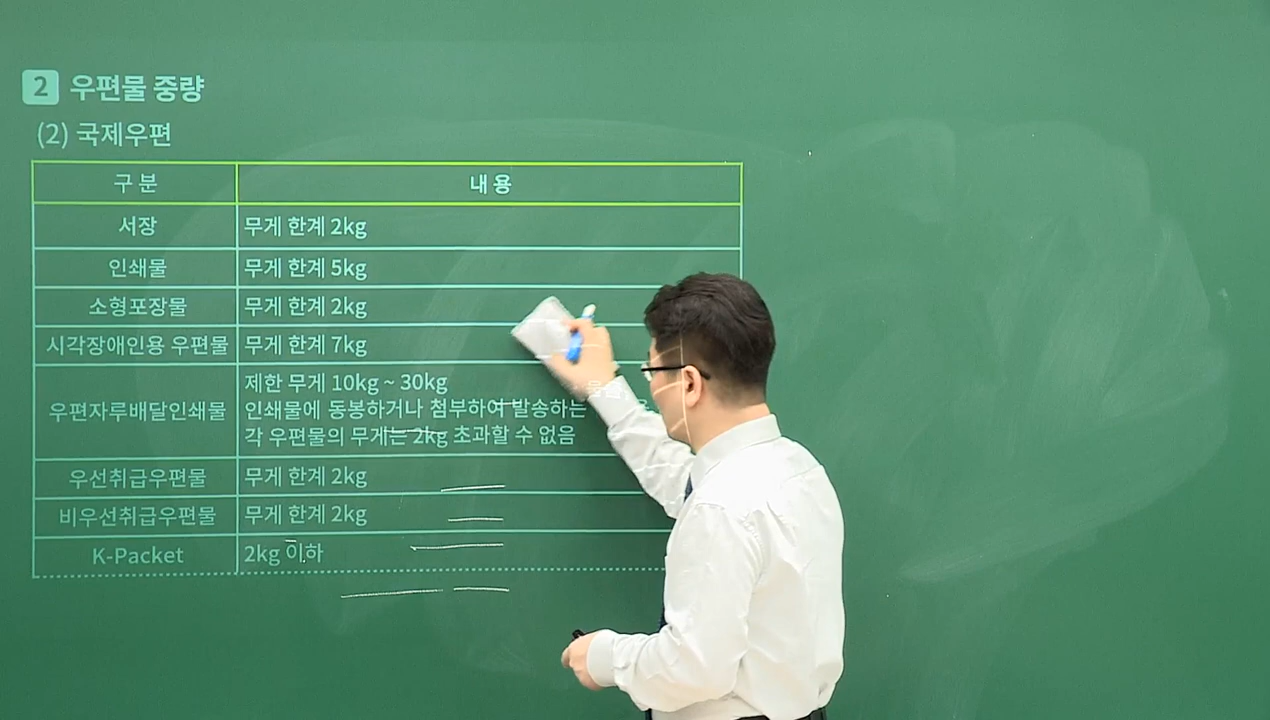 2 우편물 중량
(2) 국제우편
구 분 내 용
서장 무게 한계 2kg
인쇄물 무게 한계 5kg
소형포장물 무게 한계 2kg
시각장애인용 우편물 무게 한계 7kg
우편자루배달인쇄물 제한 무게 10kg ~ 30kg
인쇄물에 동봉하거나 첨부하여 발송하는
각 우편물의 무게는 2kg 초과할 수 없음
우선취급우편물 무게 한계 2kg
비우선취급우편물 무게 한계 2kg
K-Packet 2kg 이하